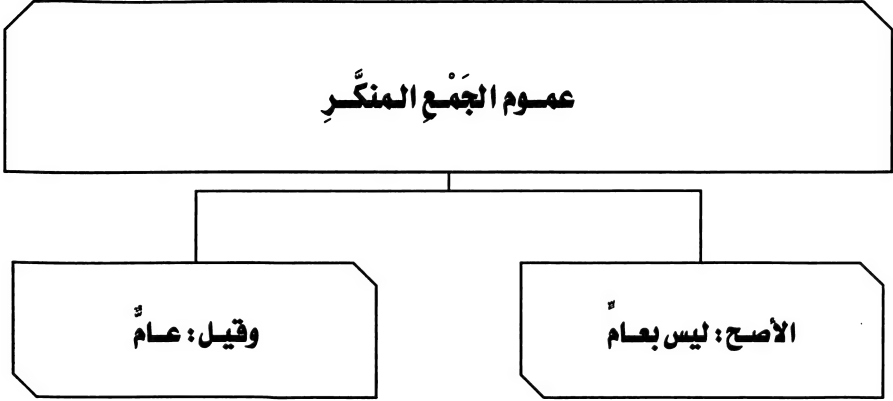 عموم الجَمْعِ المنكَّرِ
الأصح: ليس بعامٍّ
وقيل: عامٌّ